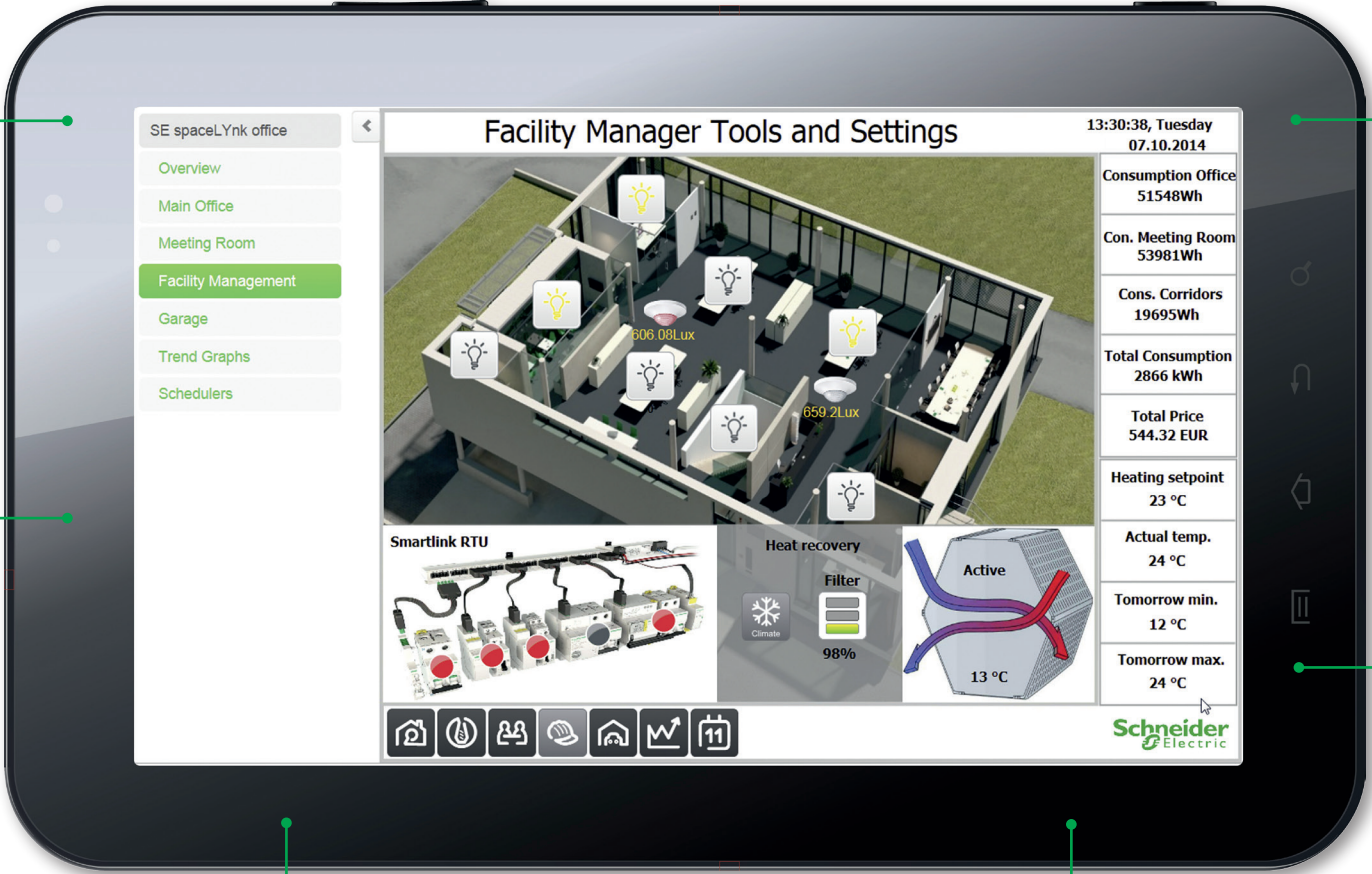 SE spaceLYnk office
Overview
Main Office
Meeting Room
Facility Management
Garage
Trend Graphs
Schedulers
Facility Manager Tools and Settings
13:30:38, Tuesday
07.10.2014
606.08Lux
659.2Lux
Consumption Office
51548Wh
Con. Meeting Room
53981Wh
Cons. Corridors
19695Wh
Total Consumption
2866 kWh
Total Price
544.32 EUR
Heating setpoint
23 °C
Actual temp.
24 °C
Tomorrow min.
12 °C
Tomorrow max.
24 °C
Smartlink RTU
Heat recovery
Filter
Climate
98%
Active
13 °C
11
Schneider
Electric